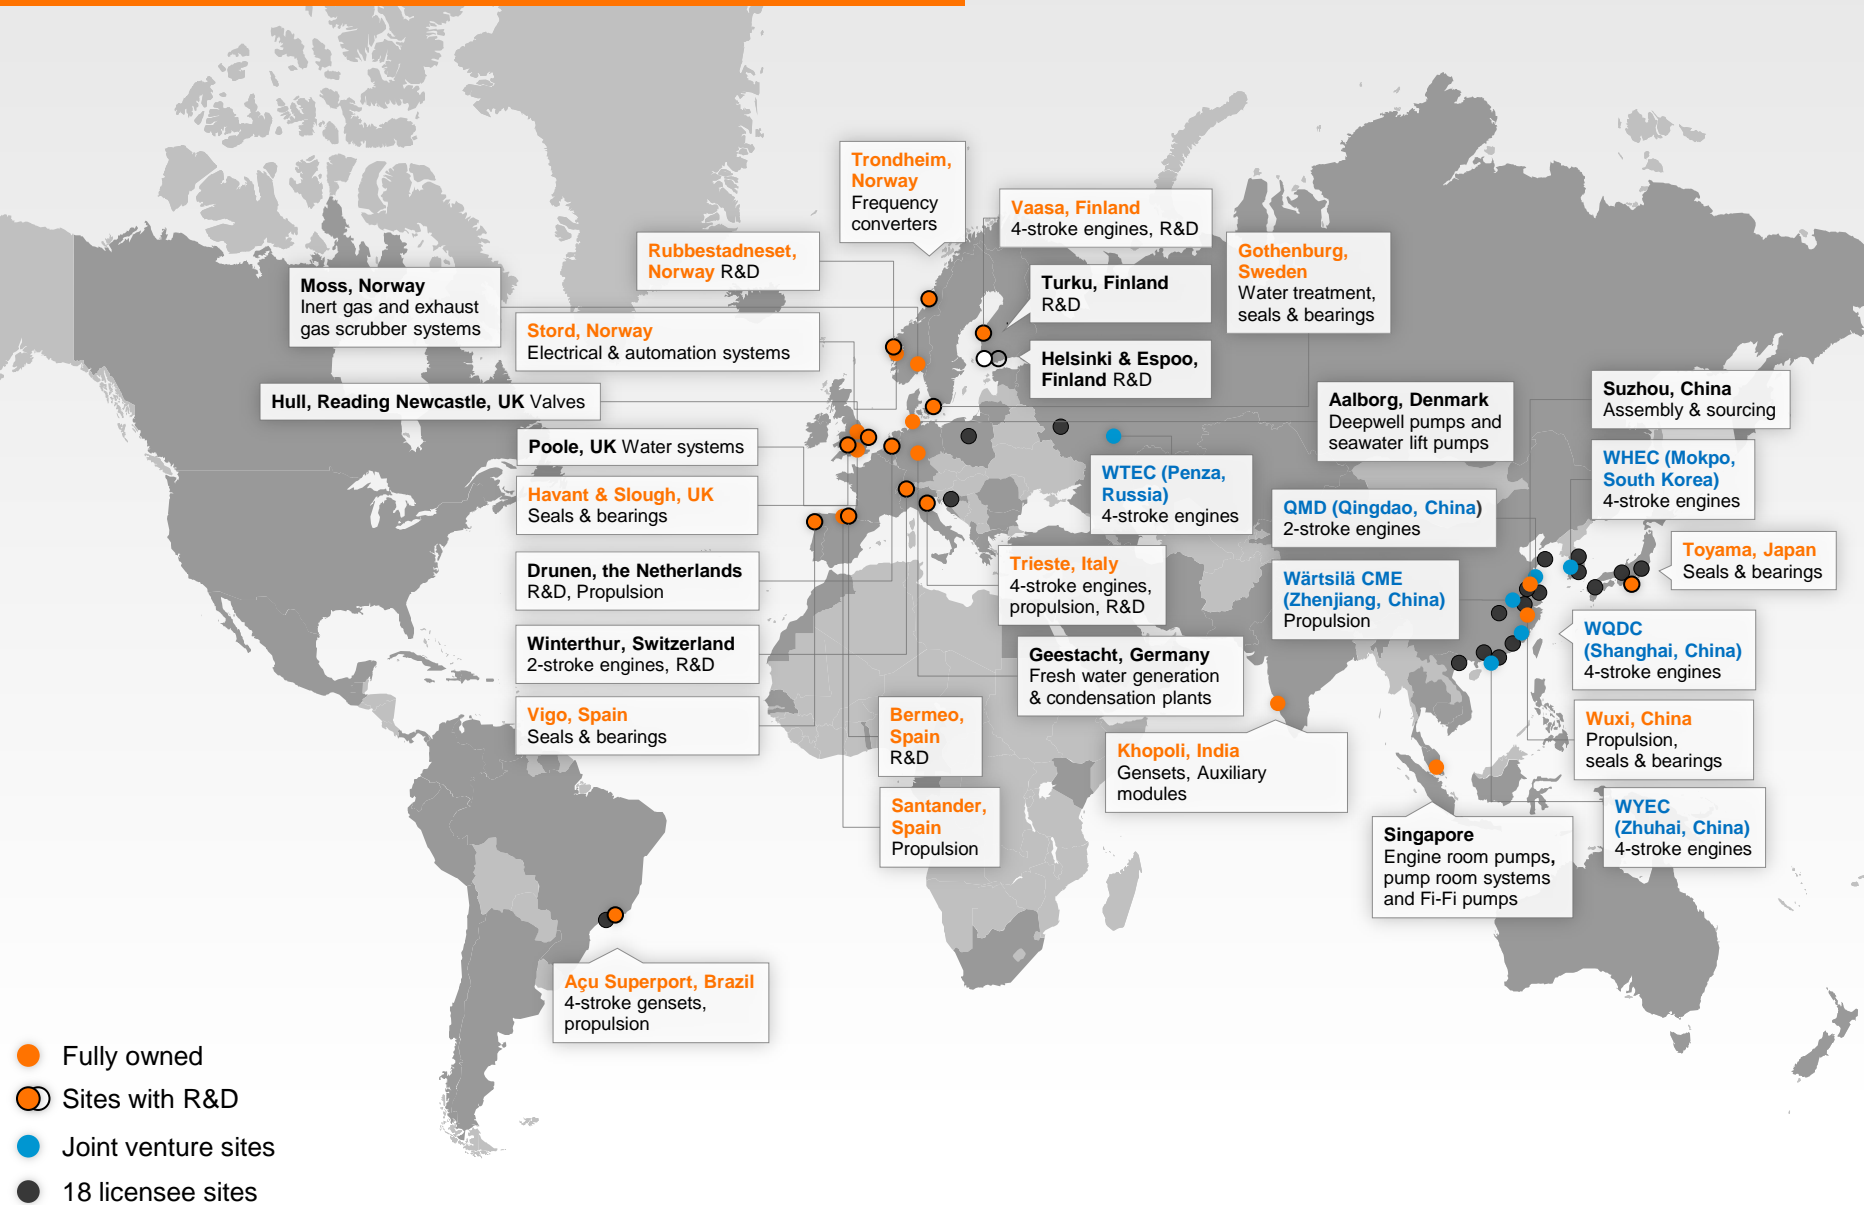 Trondheim,
Norway
Frequency
converters
Vaasa, Finland
4-stroke engines, R&D
Rubbestadneset,
Norway R&D
Gothenburg,
Sweden
Water treatment,
seals & bearings
Moss, Norway
Inert gas and exhaust
gas scrubber systems
Turku, Finland
R&D
Stord, Norway
Electrical & automation systems
Helsinki & Espoo,
Finland R&D
Hull, Reading Newcastle, UK Valves
Aalborg, Denmark
Deepwell pumps and
seawater lift pumps
Suzhou, China
Assembly & sourcing
Poole, UK Water systems
WTEC (Penza,
Russia)
4-stroke engines
WHEC (Mokpo,
South Korea)
4-stroke engines
Havant & Slough, UK
Seals & bearings
QMD (Qingdao, China)
2-stroke engines
Toyama, Japan
Seals & bearings
Drunen, the Netherlands
R&D, Propulsion
Trieste, Italy
4-stroke engines,
propulsion, R&D
Wärtsilä CME
(Zhenjiang, China)
Propulsion
Winterthur, Switzerland
2-stroke engines, R&D
Geestacht, Germany
Fresh water generation
& condensation plants
WQDC
(Shanghai, China)
4-stroke engines
Vigo, Spain
Seals & bearings
Bermeo,
Spain
R&D
Khopoli, India
Gensets, Auxiliary
modules
Wuxi, China
Propulsion,
seals & bearings
Santander,
Spain
Propulsion
Singapore
Engine room pumps,
pump room systems
and Fi-Fi pumps
WYEC
(Zhuhai, China)
4-stroke engines
Açu Superport, Brazil
4-stroke gensets,
propulsion
Fully owned
Sites with R&D
Joint venture sites
18 licensee sites